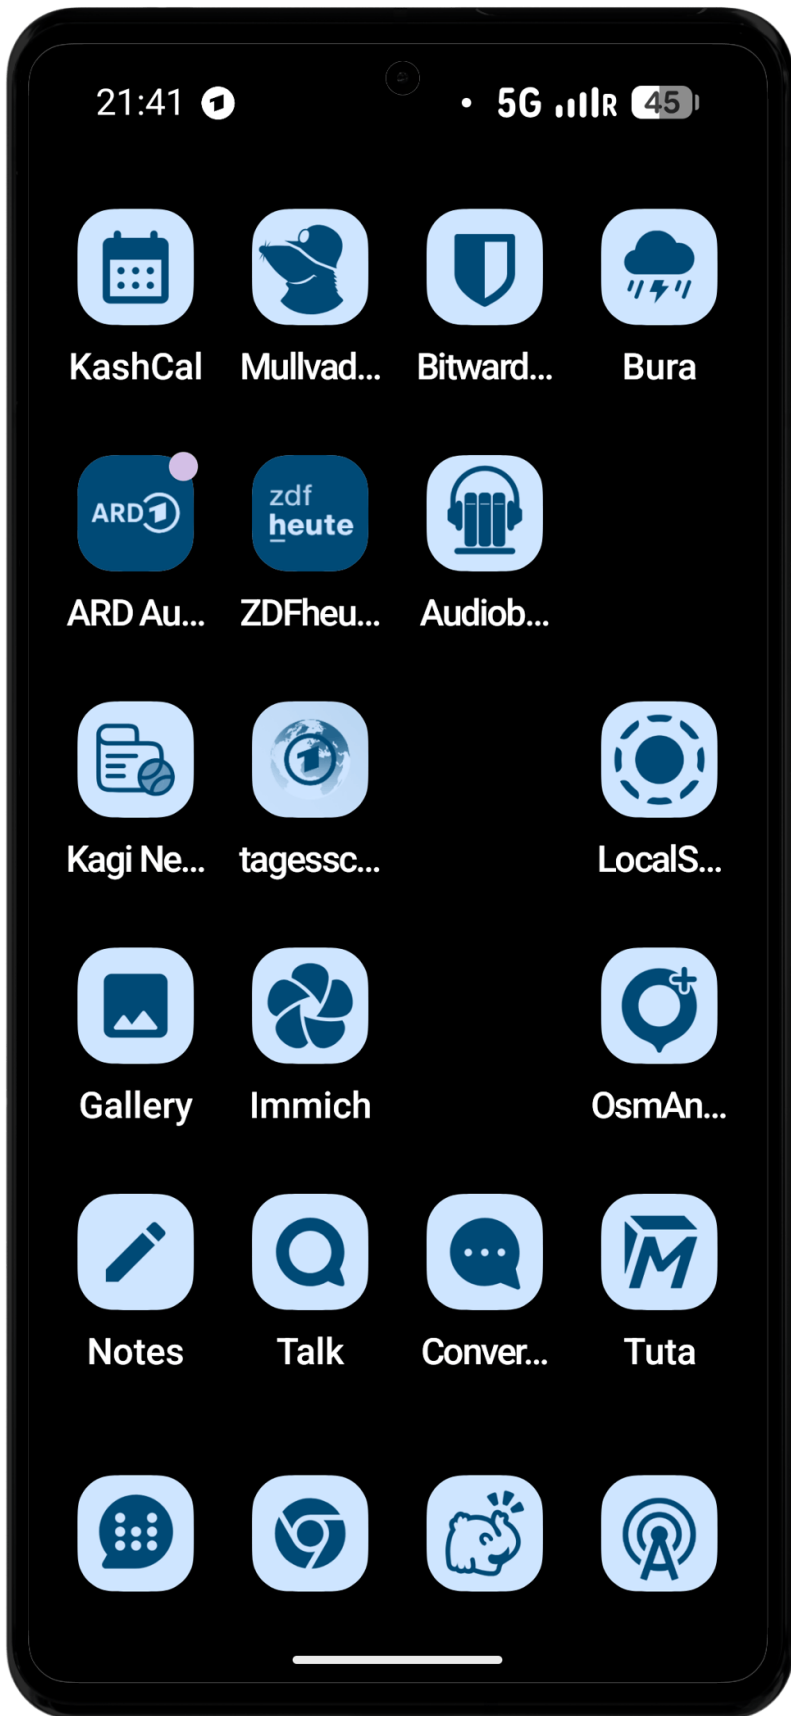 21:41
5G R 45
KashCal Mullvad... Bitward... Bura
ARD
zdf
heute
ARD Au... ZDFheu... Audiob...
Kagi Ne... tagessc... LocalS...
Gallery Immich OsmAn...
Notes Talk Conver... Tuta